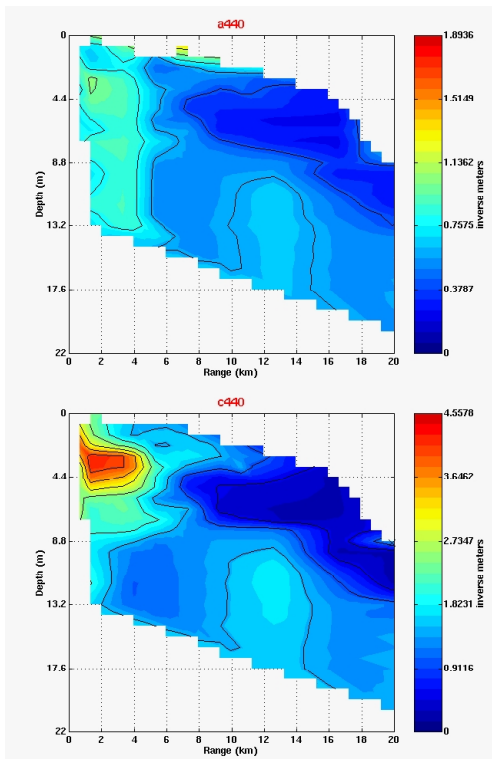 a440
0
4.4
8.8
13.2
17.6
22
Depth (m)
0 2 4 6 8 10 12 14 16 18 20
Range (km)
1.8936
1.5149
1.1362
0.7575
0.3787
0
inverse meters
c440
0
4.4
8.8
13.2
17.6
22
Depth (m)
0 2 4 6 8 10 12 14 16 18 20
Range (km)
4.5578
3.6462
2.7347
1.8231
0.9116
0
inverse meters